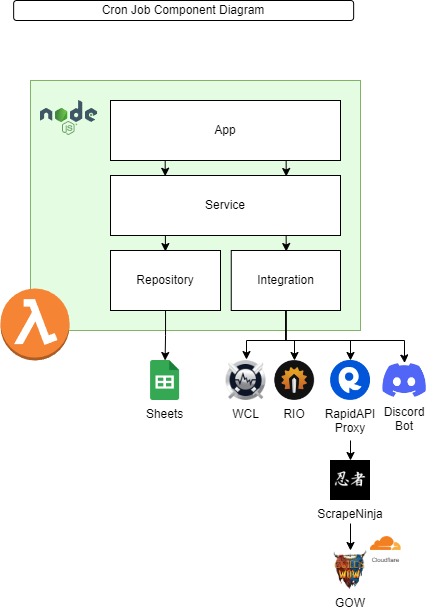 Cron Job Component Diagram
node
JS
App
Service
Repository
Integration
Sheets
WCL
RIO
RapidAPI
Proxy
Discord
Bot
忍者
ScrapeNinja
Cloudflare
WOW
GOW